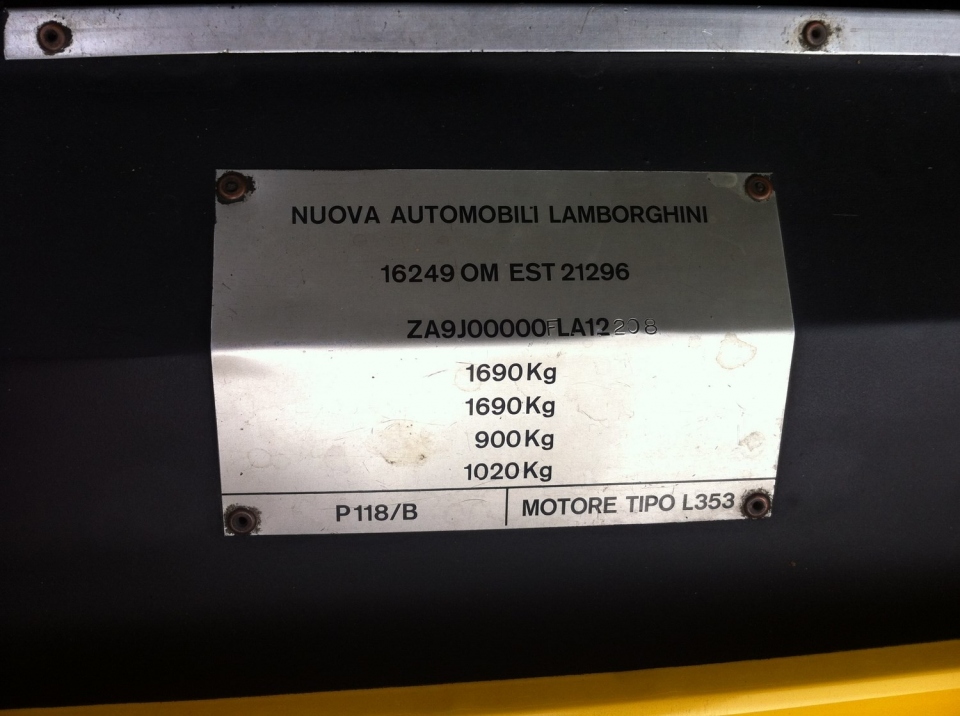 NUOVA AUTOMOBILI LAMBORGHINI
16249 OM EST 21296
ZA9J00000FLA12208
1690Kg
1690Kg
900Kg
1020Kg
P118/B
MOTORE TIPO L353